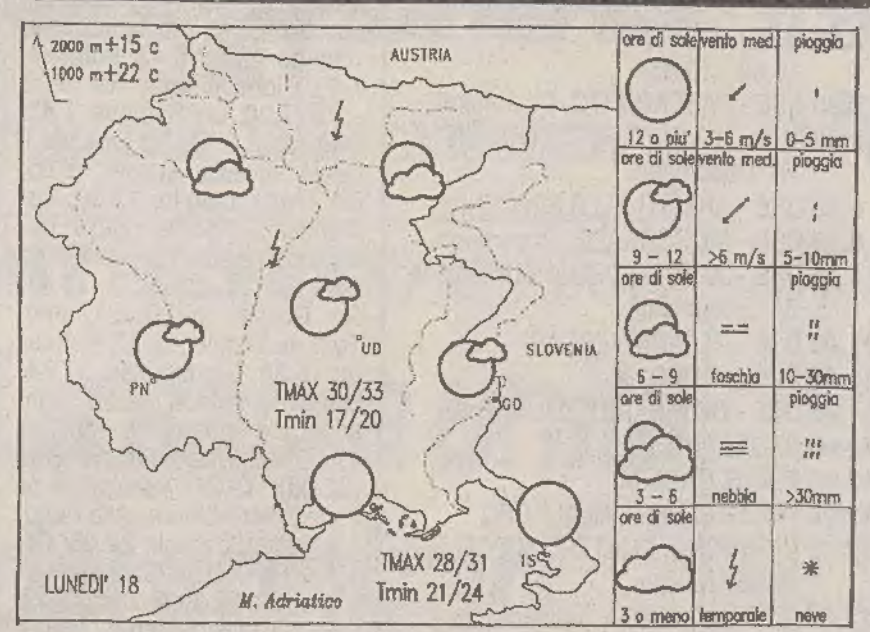 2000 m+15 c
1000 m+22 c
AUSTRIA
°UD
SLOVENIA
PN°
GO
TMAX 30/33
Tmin 17/20
TMAX 28/31
Tmin 21/24
TS
LUNEDI' 18
M. Adriatico
ore di sole vento med. pioggia
12 o piu' 3-6 m/s 0-5 mm
ore di sole vento med. pioggia
9 - 12 >6 m/s 5-10mm
ore di sole pioggia
6 - 9 foschia 10-30mm
ore di sole pioggia
3 - 6 nebbia >30mm
ore di sole
3 o meno temporale neve